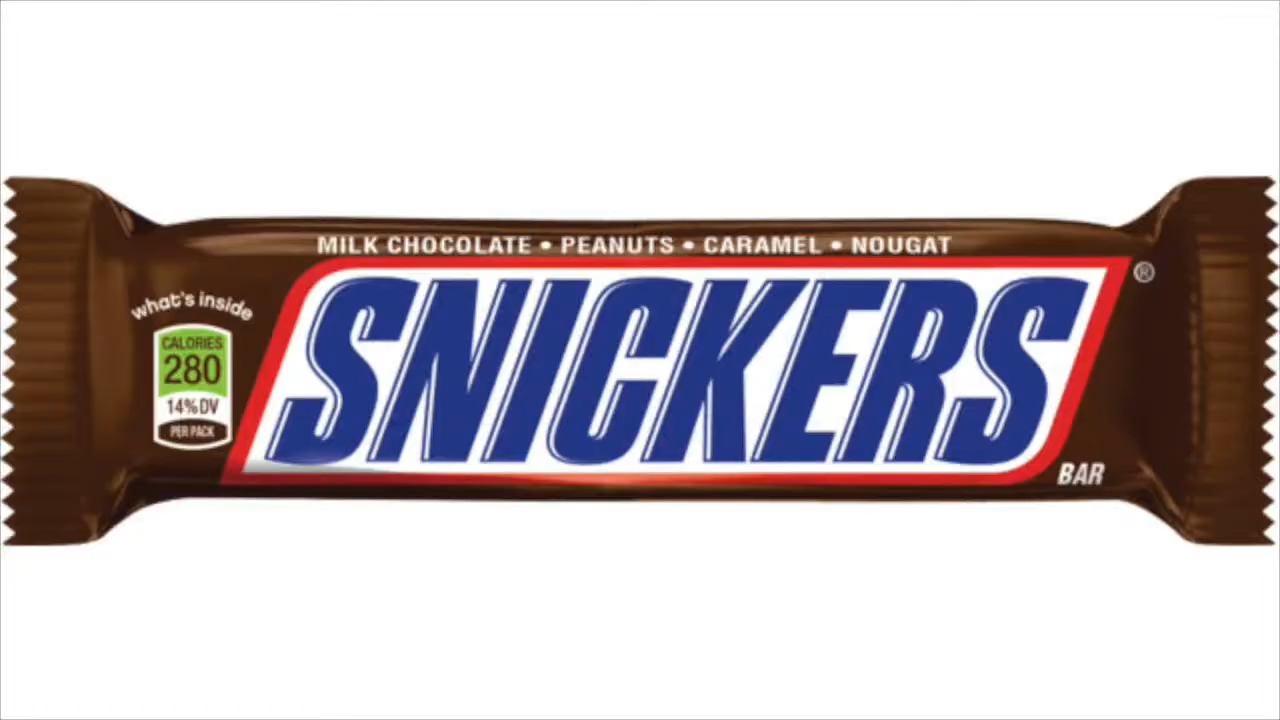 MILK CHOCOLATE • PEANUTS • CARAMEL • NOUGAT
®
what's inside
SNICKERS
CALORIES
280
14% DV
PER PACK
BAR